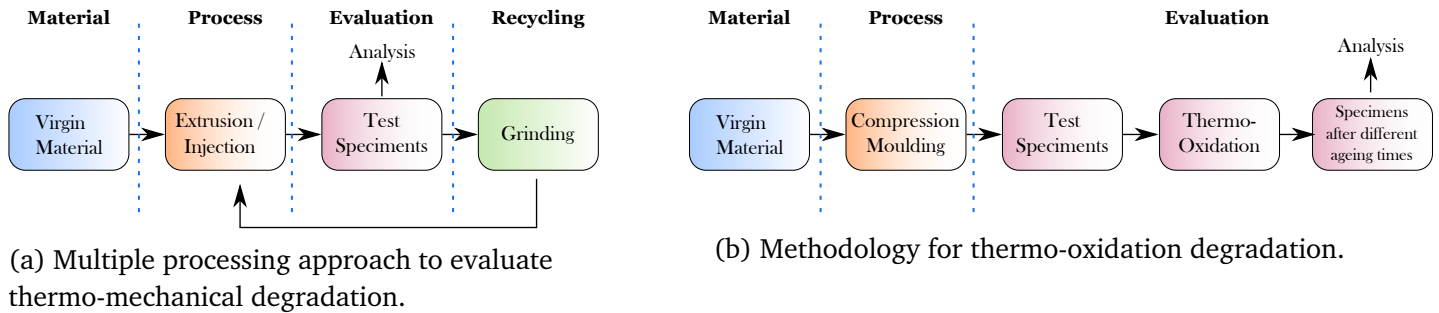 Material
Process
Evaluation
Recycling
Analysis
Virgin
Material
Extrusion /
Injection
Test
Speciments
Grinding
(a) Multiple processing approach to evaluate
thermo-mechanical degradation.
Material
Process
Evaluation
Analysis
Virgin
Material
Compression
Moulding
Test
Speciments
Thermo-
Oxidation
Specimens
after different
ageing times
(b) Methodology for thermo-oxidation degradation.